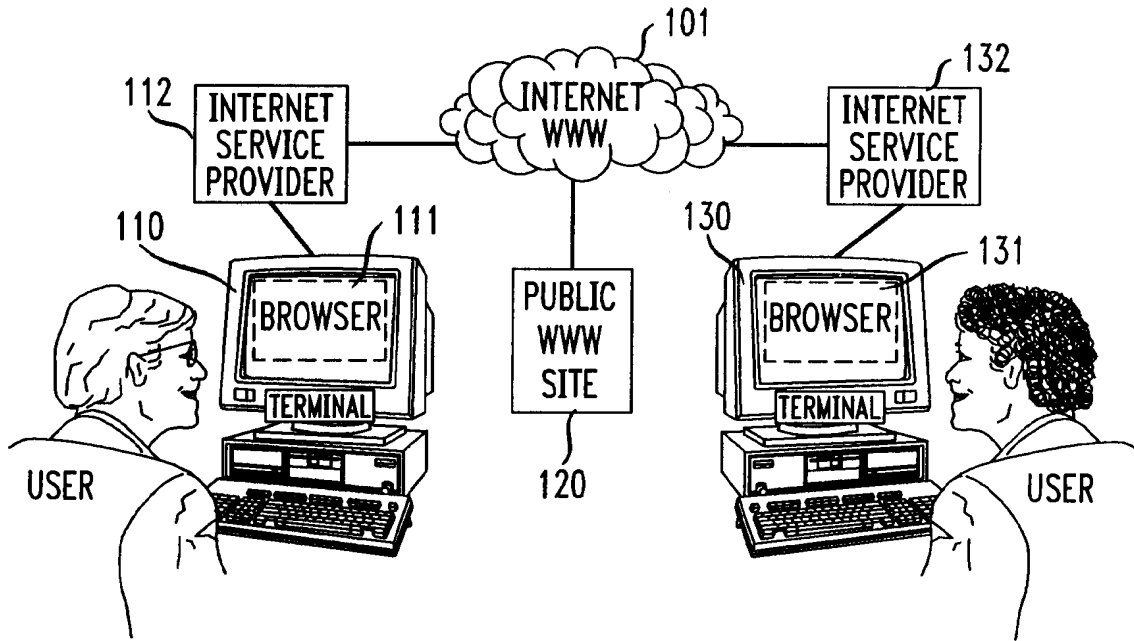 101
112
INTERNET
SERVICE
PROVIDER
INTERNET
WWW
132
INTERNET
SERVICE
PROVIDER
110
111
BROWSER
TERMINAL
USER
PUBLIC
WWW
SITE
120
130
131
BROWSER
TERMINAL
USER